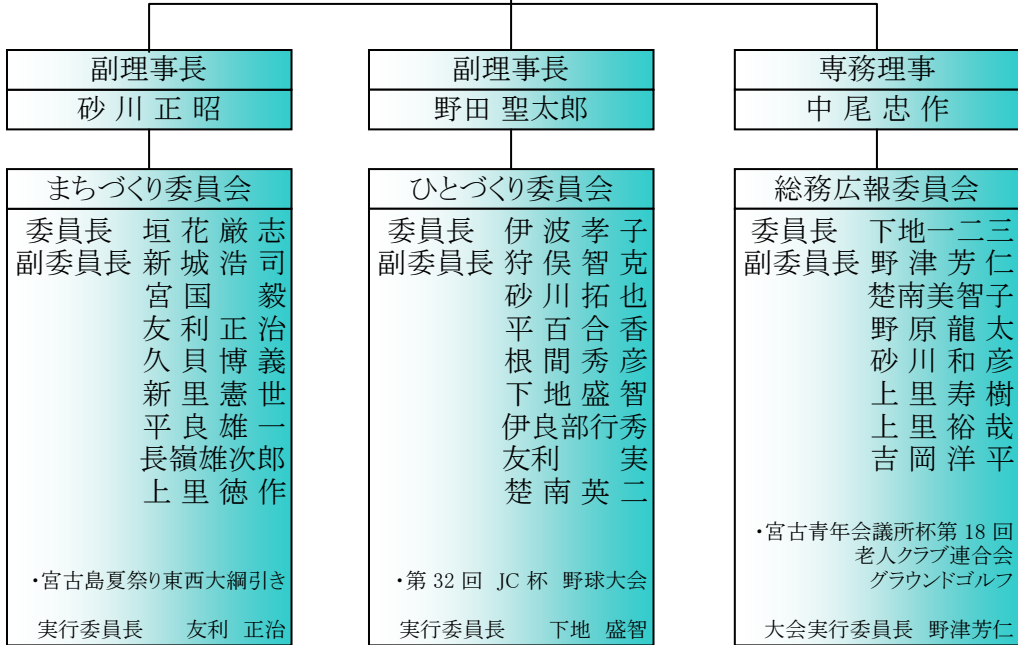 副理事長
砂川正昭
まちづくり委員会
委員長 垣花厳志
副委員長 新城浩司
宮国 毅
友利正治
久貝博義
新里憲世
平良雄一
長嶺雄次郎
上里徳作
・宮古島夏祭り東西大綱引き
実行委員長 友利 正治
副理事長
野田 聖太郎
ひとづくり委員会
委員長 伊波孝子
副委員長 狩俣智克
砂川拓也
平百合香
根間秀彦
下地盛智
伊良部行秀
友利 実
楚南英二
・第 32 回 JC 杯 野球大会
実行委員長 下地 盛智
専務理事
中尾忠作
総務広報委員会
委員長 下地一二三
副委員長 野津芳仁
楚南美智子
野原龍太
砂川和彦
上里寿樹
上里裕哉
吉岡洋平
・宮古青年会議所杯第 18 回
老人クラブ連合会
グラウンドゴルフ
大会実行委員長 野津芳仁